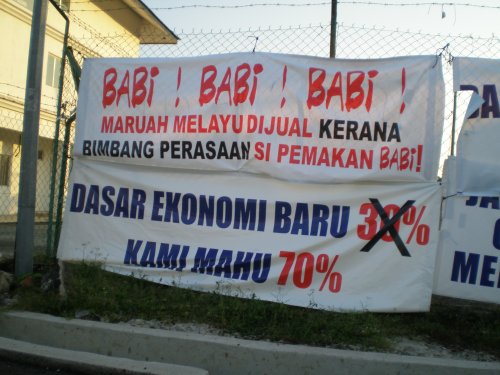 BABi ! BABi ! BABi !
MARUAH MELAYU DIJUAL KERANA
BIMBANG PERASAAN SI PEMAKAN BABi!
DASAR EKONOMI BARU 30%
KAMI MAHU 70%